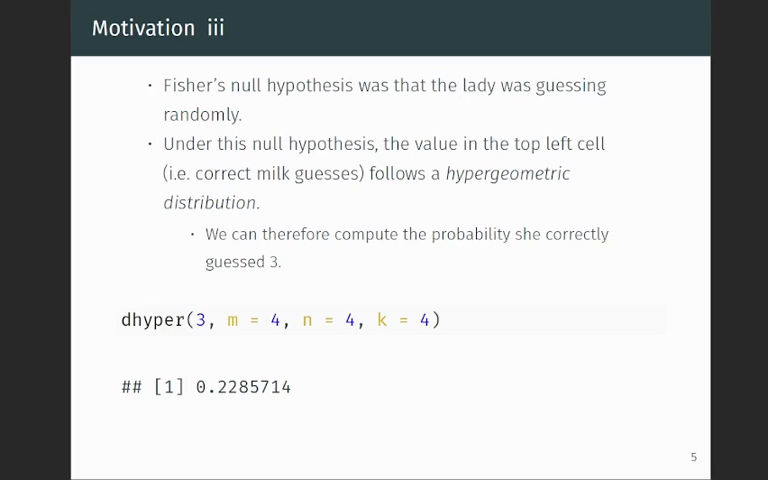 Motivation iii
· Fisher's null hypothesis was that the lady was guessing
randomly.
· Under this null hypothesis, the value in the top left cell
(i.e. correct milk guesses) follows a hypergeometric
distribution.
· We can therefore compute the probability she correctly
guessed 3.
dhyper(3, m = 4, n = 4, k = 4)
## [1] 0.2285714
5